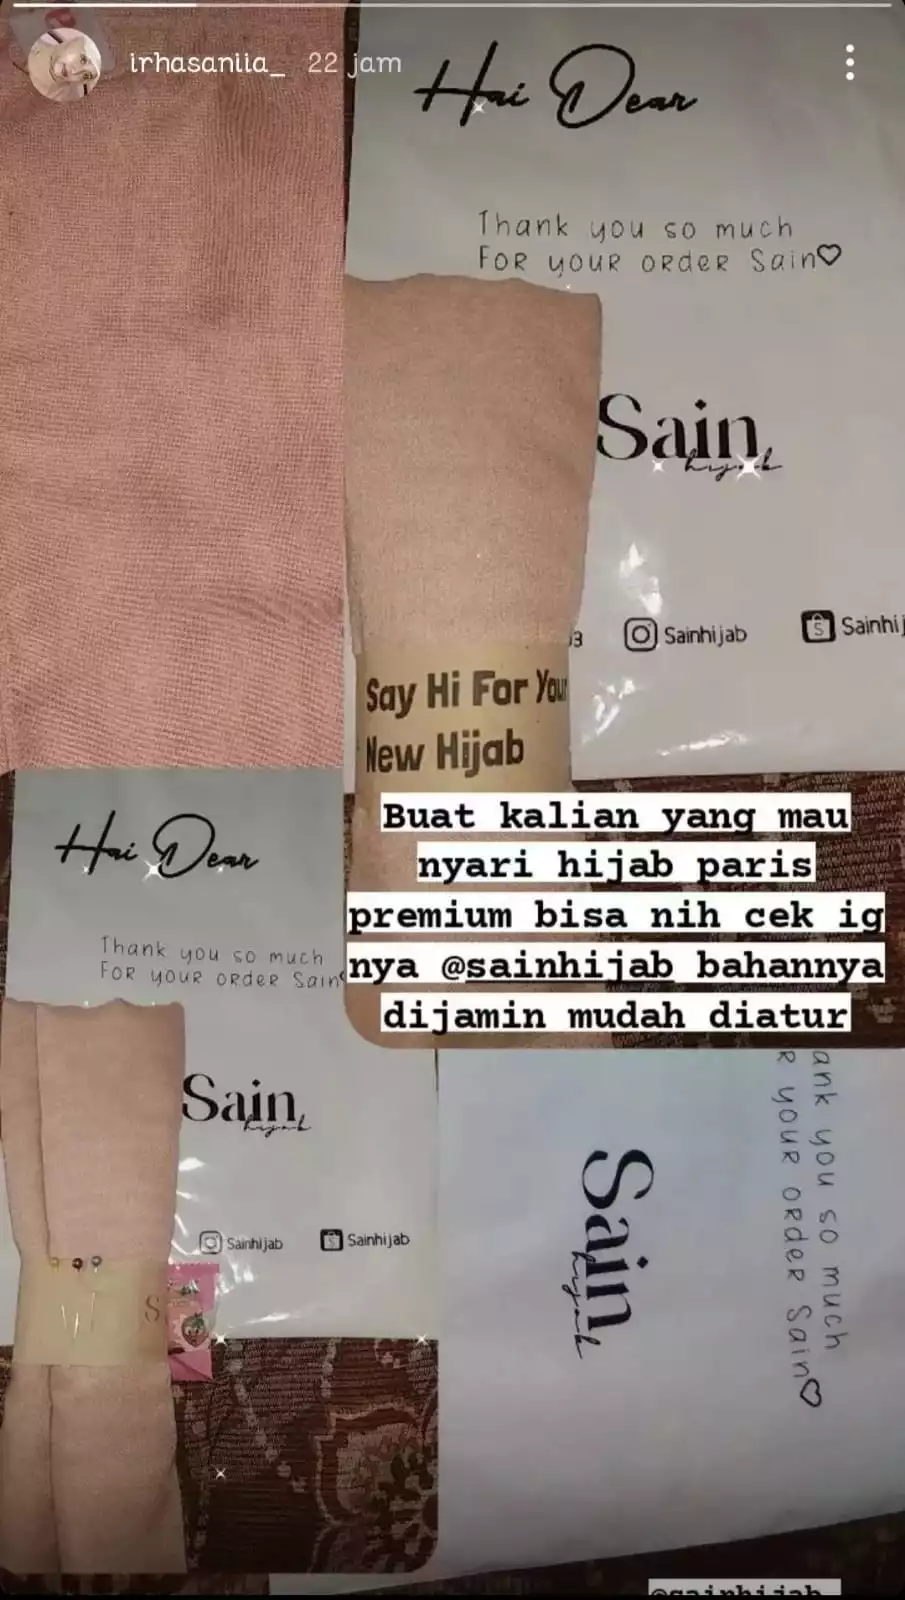 irhasaniia_ 22 jam
Hai Dear
Thank you so much
FOR YOUR ORDER Sain♡
Sain
hijab
Sainhijab
Say Hi For Your
New Hijab
Buat kalian yang mau
nyari hijab paris
premium bisa nih cek ig
nya @sainhijab bahannya
dijamin mudah diatur
Hai Dear
Thank you so much
FOR YOUR ORDER Sain
Sain
hijab
Sainhijab Sainhijab
S
ank you so much
R YOUR ORDER Sain♡
Sain
hijab
@sainhijab